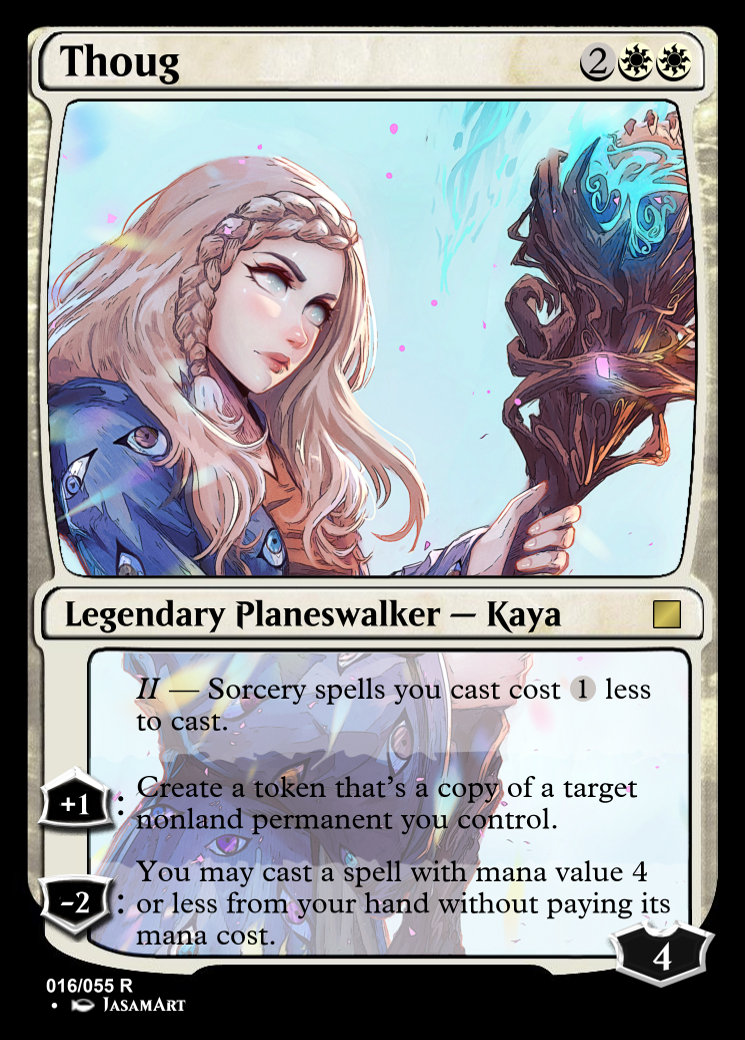 Thoug 2
Legendary Planeswalker — Kaya
II — Sorcery spells you cast cost 1 less
to cast.
+1 : Create a token that's a copy of a target
nonland permanent you control.
You may cast a spell with mana value 4
-2 : or less from your hand without paying its
mana cost.
4
016/055 R
• JASAMART